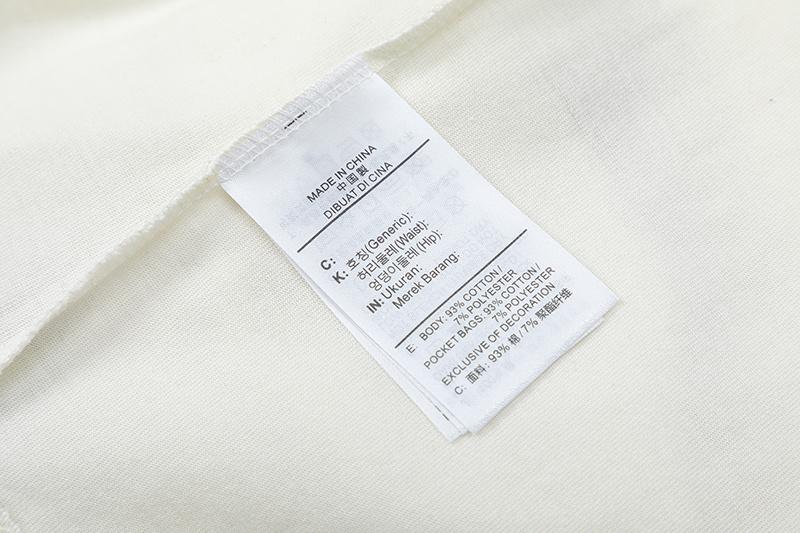 MADE IN CHINA
中国製
DIBUAT DI CINA
C:
K: 호칭(Generic):
허리둘레(Waist):
엉덩이둘레(Hip):
IN: Ukuran:
Merek Barang:
E: BODY: 93% COTTON/
7% POLYESTER
POCKET BAGS: 93% COTTON/
7% POLYESTER
EXCLUSIVE OF DECORATION
C: 面料: 93% 棉/7% 聚酯纤维